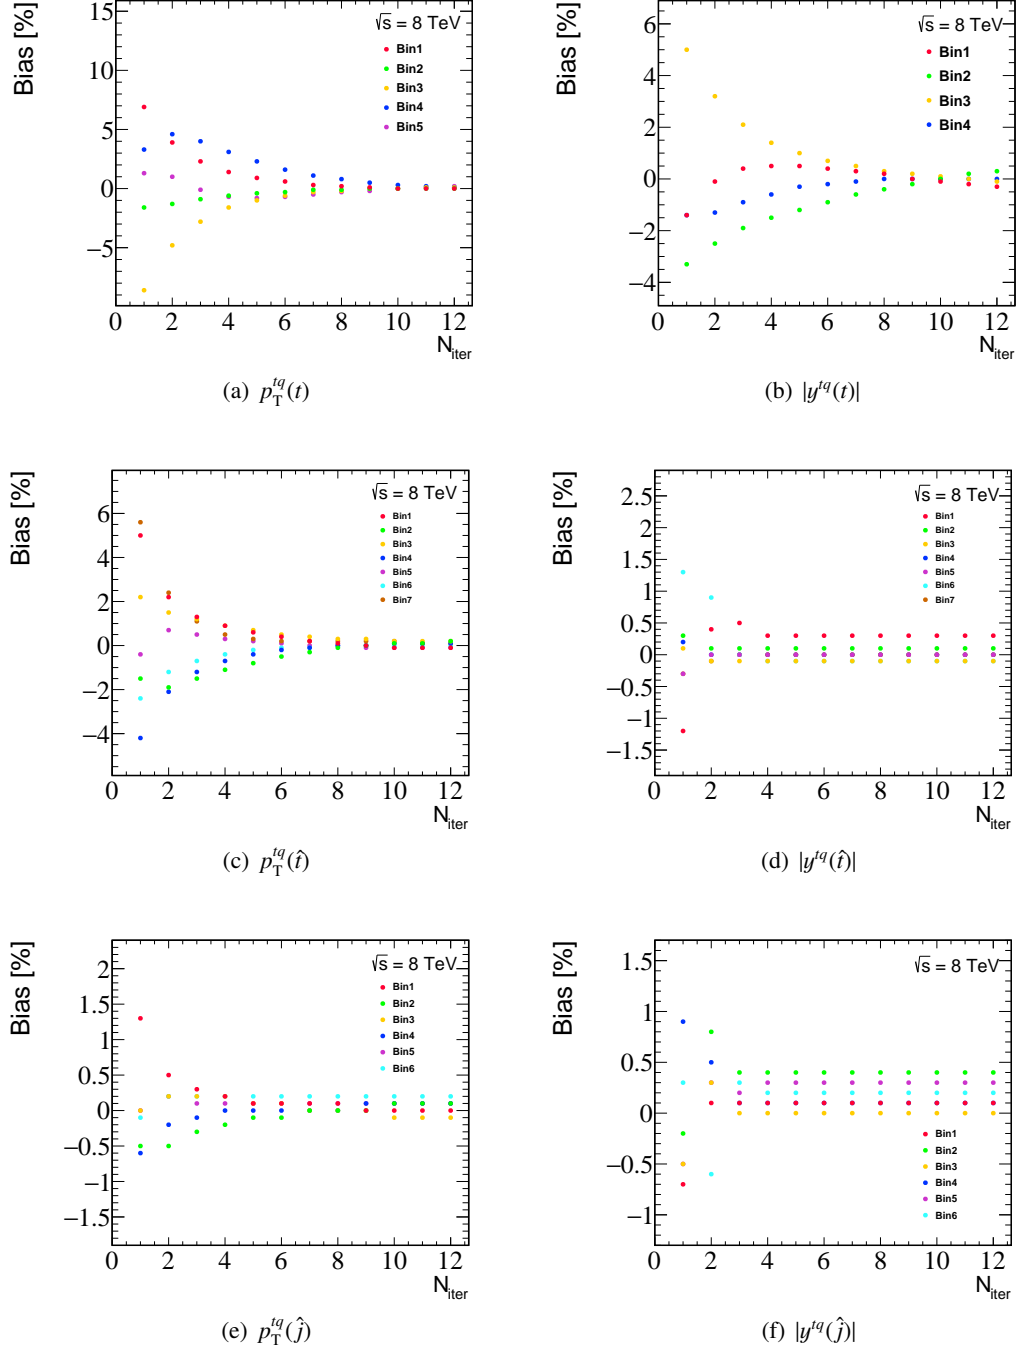 Bias [%]
15
10
5
0
−5
√s = 8 TeV
Bin1
Bin2
Bin3
Bin4
Bin5
0 2 4 6 8 10 12
N_iter
(a) p_T^{tq}(t)
Bias [%]
6
4
2
0
−2
−4
√s = 8 TeV
Bin1
Bin2
Bin3
Bin4
0 2 4 6 8 10 12
N_iter
(b) |y^{tq}(t)|
Bias [%]
6
4
2
0
−2
−4
√s = 8 TeV
Bin1
Bin2
Bin3
Bin4
Bin5
Bin6
Bin7
0 2 4 6 8 10 12
N_iter
(c) p_T^{tq}(t̂)
Bias [%]
2.5
2
1.5
1
0.5
0
−0.5
−1
−1.5
√s = 8 TeV
Bin1
Bin2
Bin3
Bin4
Bin5
Bin6
Bin7
0 2 4 6 8 10 12
N_iter
(d) |y^{tq}(t̂)|
Bias [%]
2
1.5
1
0.5
0
−0.5
−1
−1.5
√s = 8 TeV
Bin1
Bin2
Bin3
Bin4
Bin5
Bin6
0 2 4 6 8 10 12
N_iter
(e) p_T^{tq}(ĵ)
Bias [%]
1.5
1
0.5
0
−0.5
−1
√s = 8 TeV
Bin1
Bin2
Bin3
Bin4
Bin5
Bin6
0 2 4 6 8 10 12
N_iter
(f) |y^{tq}(ĵ)|